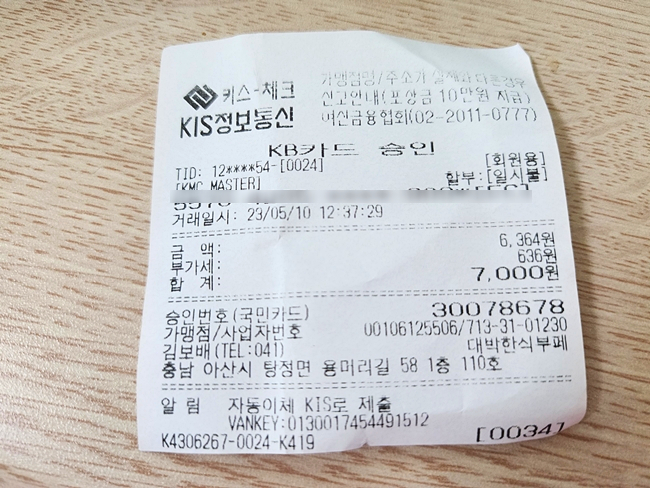 키스-체크
KIS정보통신
가맹점명/주소가 실제와 다른경우
신고안내(포상금 10만원 지급)
여신금융협회(02-2011-0777)
KB카드 승인
TID: 12****54-[0024] [회원용]
[KMC MASTER] 할부:[일시불]
거래일시: 23/05/10 12:37:29
금 액: 6,364원
부가세: 636원
합 계: 7,000원
승인번호(국민카드) 30078678
가맹점/사업자번호 00106125506/713-31-01230
김보배(TEL:041) 대박한식부페
충남 아산시 탕정면 용머리길 58 1층 110호
알 림 자동이체 KIS로 제출
VANKEY:0130017454491512
K4306267-0024-K419 [0034]